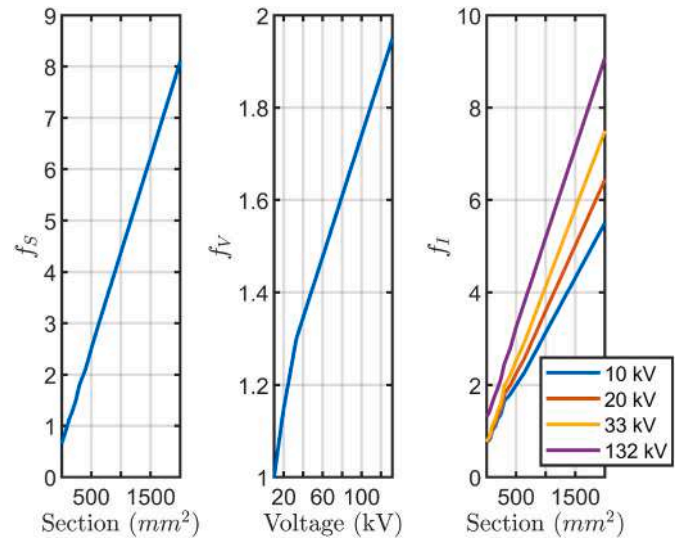 9
8
7
6
5
4
3
2
1
0
f_S
500 1500
Section (mm²)
2
1.8
1.6
1.4
1.2
1
f_V
20 60 100
Voltage (kV)
10
8
6
4
2
0
f_I
500 1500
Section (mm²)
10 kV
20 kV
33 kV
132 kV